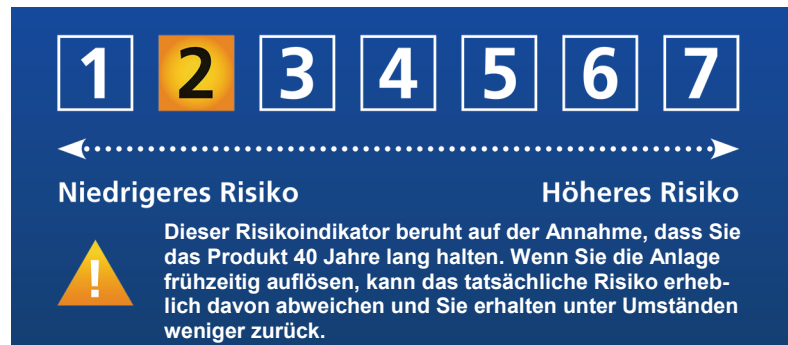 1 2 3 4 5 6 7
Niedrigeres Risiko Höheres Risiko
Dieser Risikoindikator beruht auf der Annahme, dass Sie
das Produkt 40 Jahre lang halten. Wenn Sie die Anlage
frühzeitig auflösen, kann das tatsächliche Risiko erheb-
lich davon abweichen und Sie erhalten unter Umständen
weniger zurück.